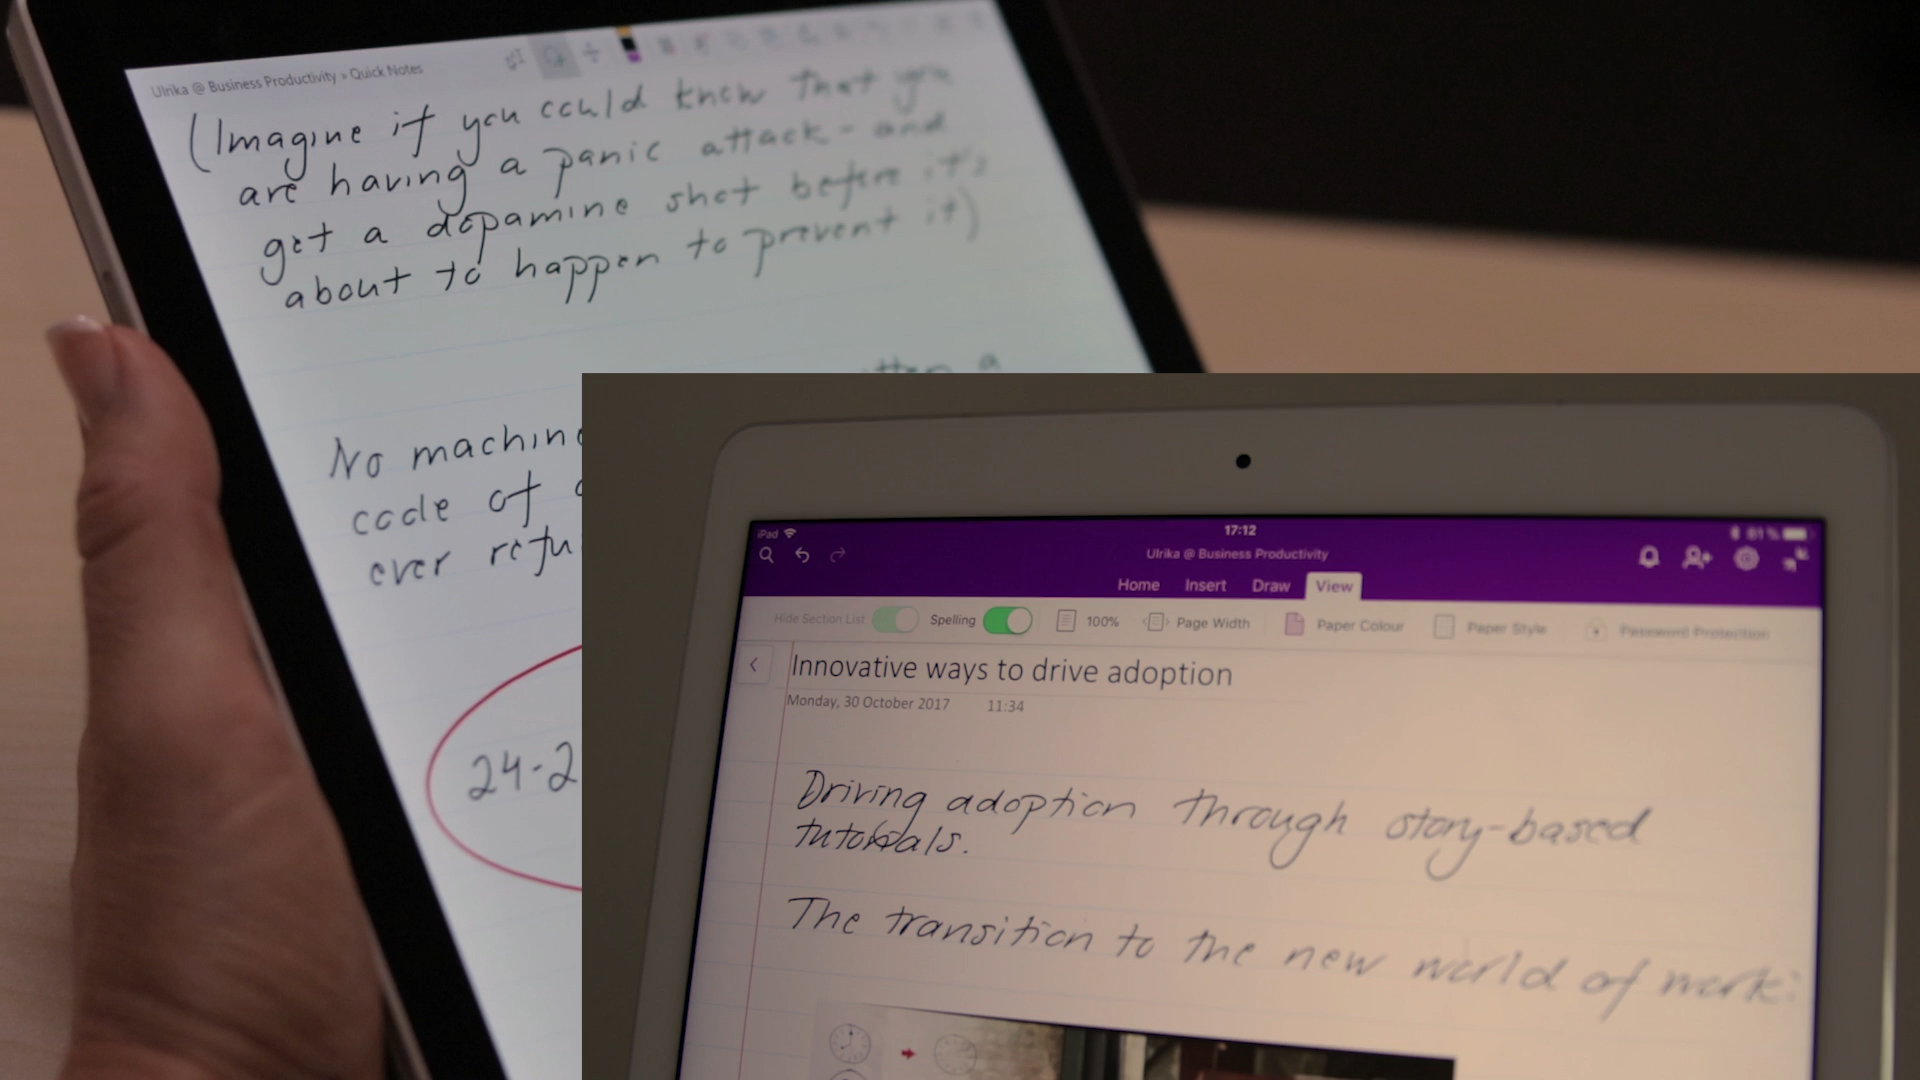 Ulrika @ Business Productivity » Quick Notes
(Imagine if you could know that you
are having a panic attack - and
get a dopamine shot before it's
about to happen to prevent it)
a
No machine
code of
ever refu
24-2
iPad
17:12
81%
Ulrika @ Business Productivity
Home Insert Draw View
Hide Section List Spelling 100% Page Width Paper Colour Paper Style Password Protection
Innovative ways to drive adoption
Monday, 30 October 2017 11:34
Driving adoption through story-based
tutorials.
The transition to the new world of work: